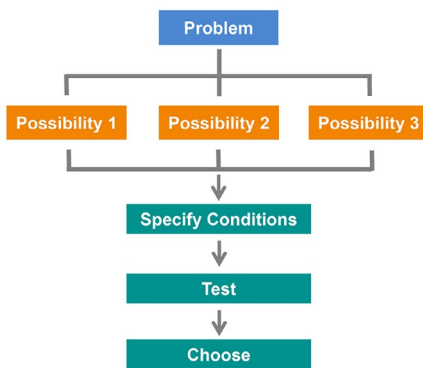 Problem
Possibility 1
Possibility 2
Possibility 3
Specify Conditions
Test
Choose